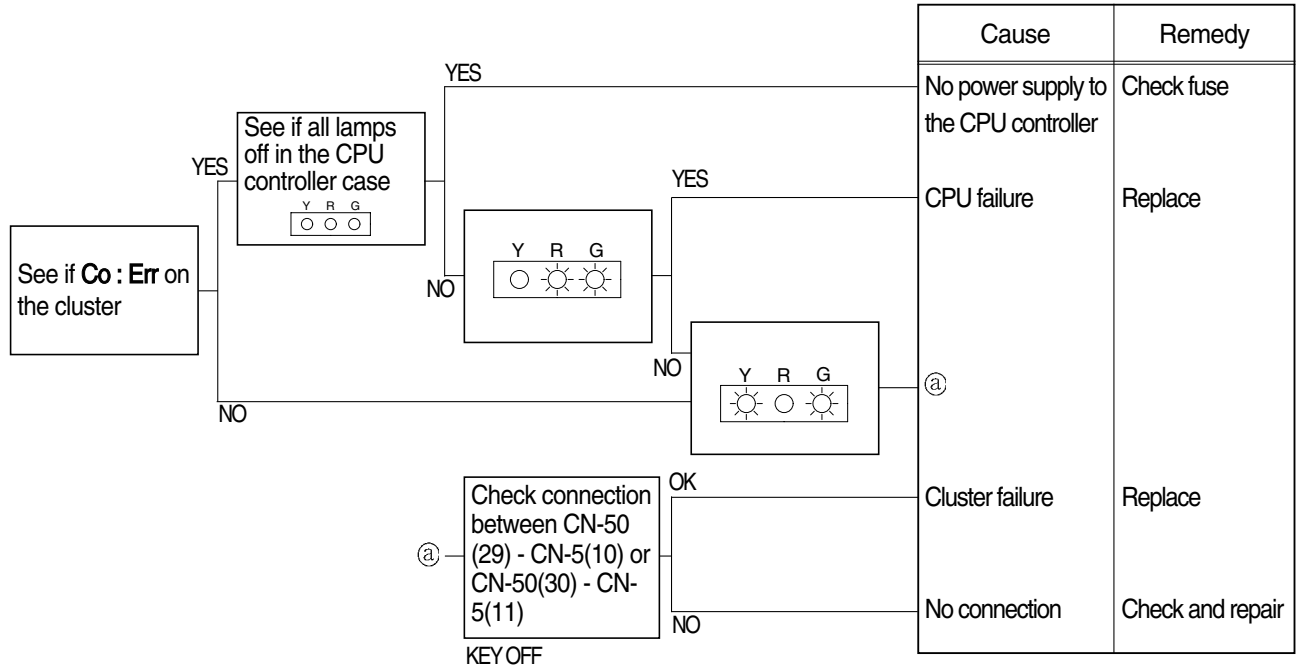 Cause Remedy
YES
No power supply to Check fuse
the CPU controller
See if all lamps
off in the CPU
controller case
Y R G
YES
YES
CPU failure Replace
Y R G
NO
See if Co : Err on
the cluster
NO
Y R G
ⓐ
NO
OK
Check connection
between CN-50
(29) - CN-5(10) or
CN-50(30) - CN-
5(11)
Cluster failure Replace
ⓐ
No connection Check and repair
NO
KEY OFF